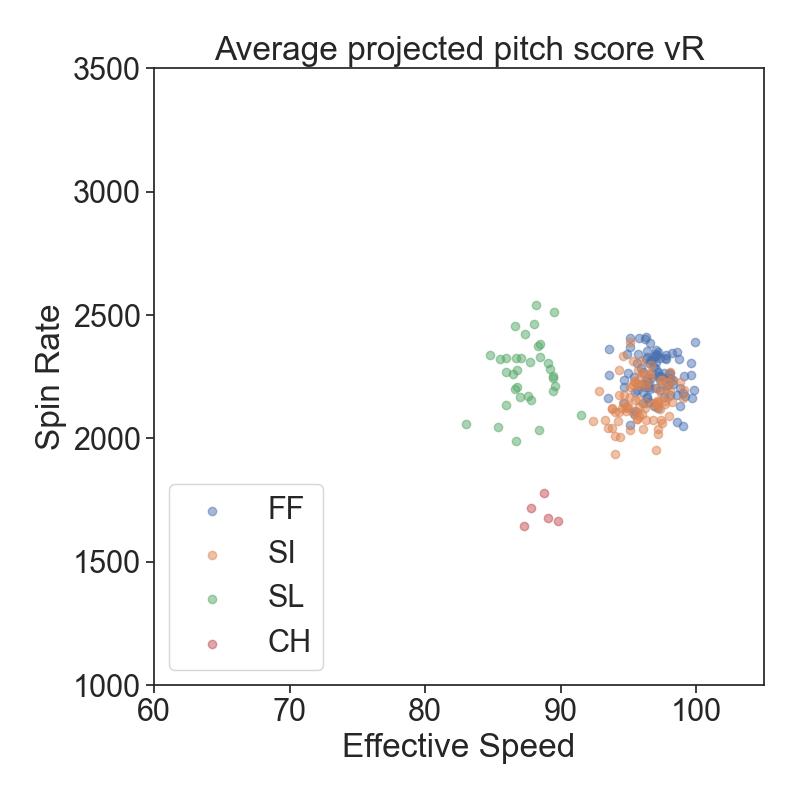 Average projected pitch score vR
3500
3000
2500
2000
1500
1000
Spin Rate
FF
SI
SL
CH
60 70 80 90 100
Effective Speed